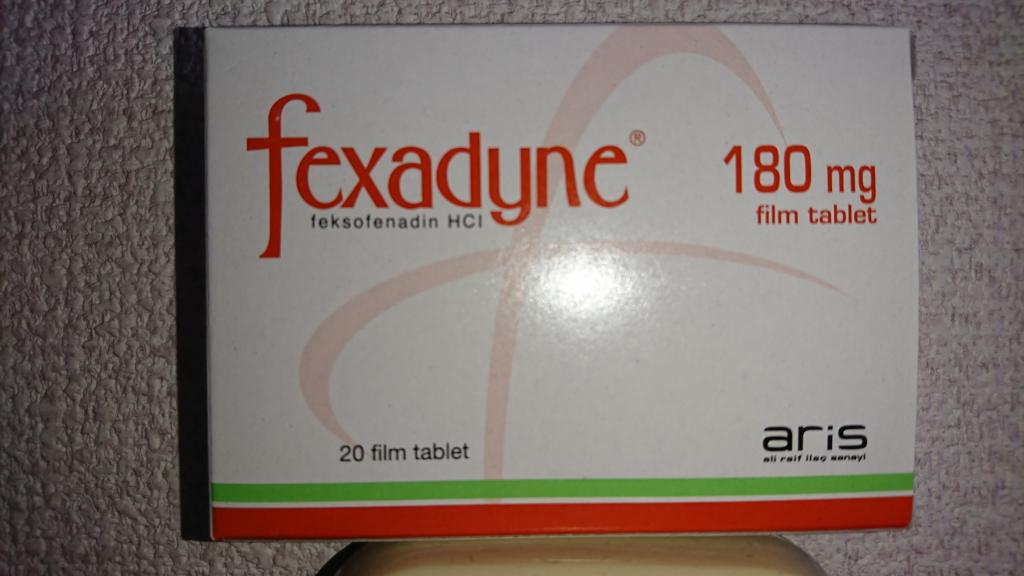 fexadyne®
feksofenadin HCl
180 mg
film tablet
20 film tablet
aris
ali raif ilaç sanayi